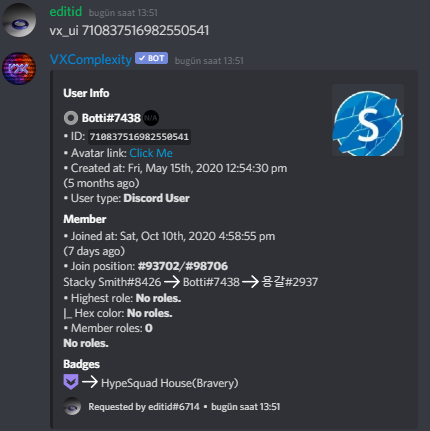 editid bugün saat 13:51
vx_ui 710837516982550541
VXComplexity ✓ BOT bugün saat 13:51
User Info
Botti#7438 N/A
• ID: 710837516982550541
• Avatar link: Click Me
• Created at: Fri, May 15th, 2020 12:54:30 pm
(5 months ago)
• User type: Discord User
Member
• Joined at: Sat, Oct 10th, 2020 4:58:55 pm
(7 days ago)
• Join position: #93702/#98706
Stacky Smith#8426 → Botti#7438 → 용갈#2937
• Highest role: No roles.
|_ Hex color: No roles.
• Member roles: 0
No roles.
Badges
→ HypeSquad House(Bravery)
Requested by editid#6714 • bugün saat 13:51
S